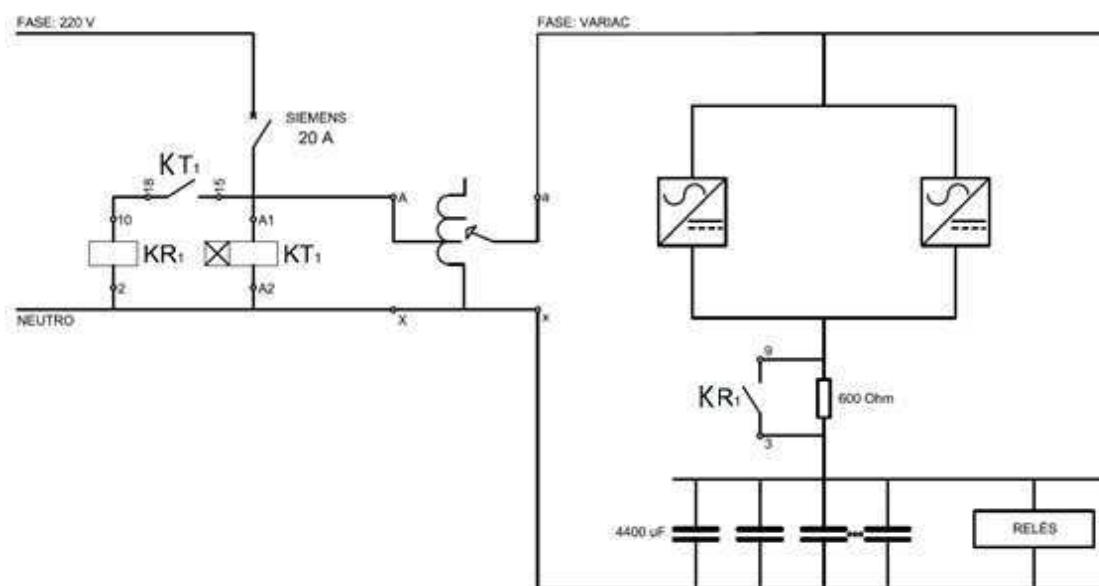 FASE: 220 V
FASE: VARIAC
SIEMENS
20 A
KT1
18
15
A
a
10
A1
KR1
KT1
2
A2
NEUTRO
X
x
9
KR1
600 Ohm
3
4400 uF
RELÉS